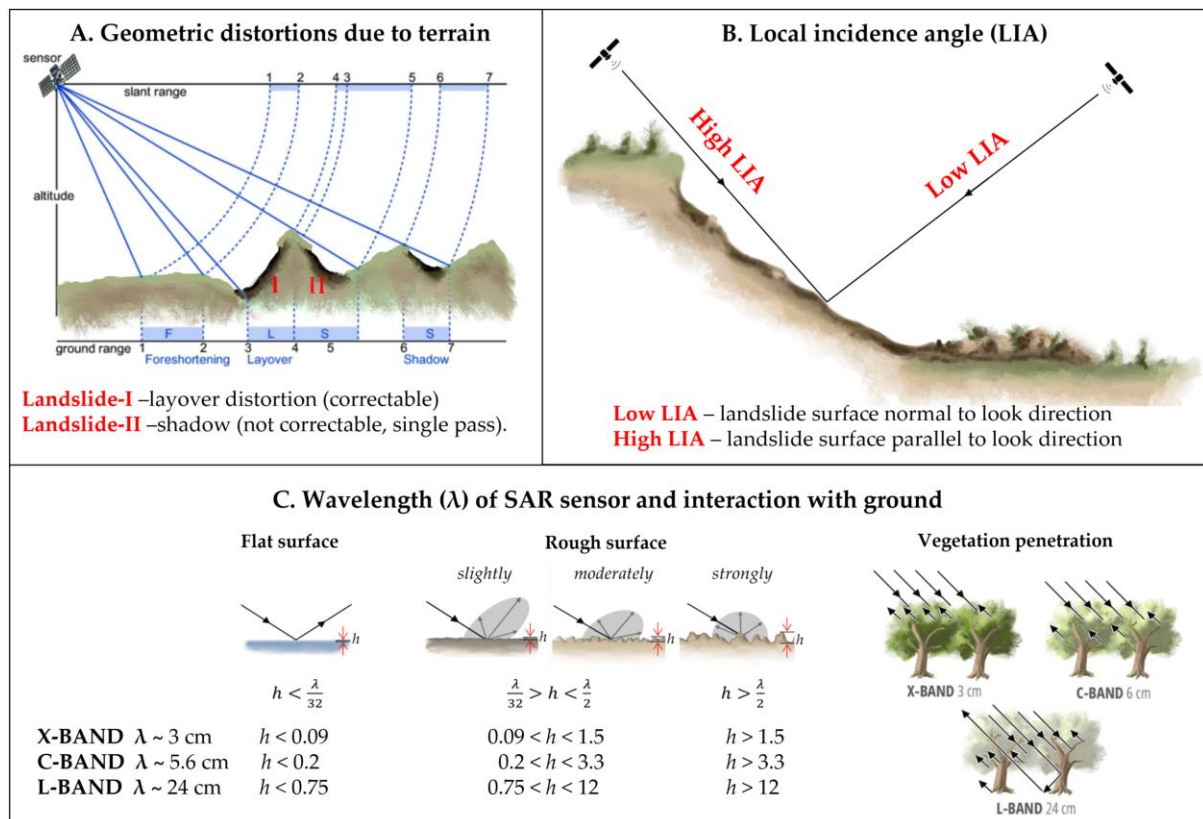 A. Geometric distortions due to terrain
sensor
slant range
1 2 4 3 5 6 7
altitude
I II
F L S S
ground range 1 2 3 4 5 6 7
Foreshortening Layover Shadow
Landslide-I –layover distortion (correctable)
Landslide-II –shadow (not correctable, single pass).
B. Local incidence angle (LIA)
High LIA
Low LIA
Low LIA – landslide surface normal to look direction
High LIA – landslide surface parallel to look direction
C. Wavelength (λ) of SAR sensor and interaction with ground
Flat surface Rough surface Vegetation penetration
slightly moderately strongly
h h h h
h < λ/32 λ/32 > h < λ/2 h > λ/2
X-BAND λ ~ 3 cm h < 0.09 0.09 < h < 1.5 h > 1.5
C-BAND λ ~ 5.6 cm h < 0.2 0.2 < h < 3.3 h > 3.3
L-BAND λ ~ 24 cm h < 0.75 0.75 < h < 12 h > 12
X-BAND 3 cm C-BAND 6 cm
L-BAND 24 cm